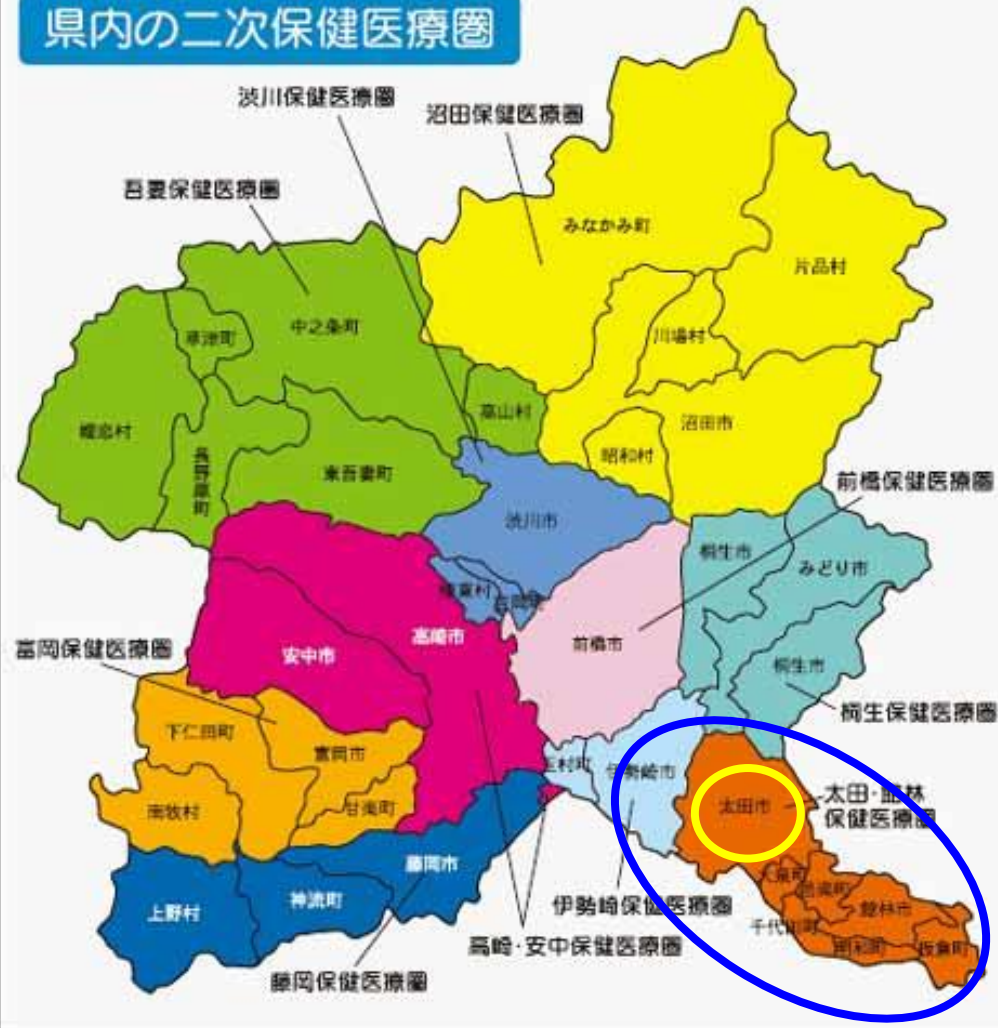 県内の二次保健医療圏
渋川保健医療圏
沼田保健医療圏
吾妻保健医療圏
みなかみ町
片品村
中之条町
草津町
川場村
高山村
沼田市
嬬恋村
昭和村
長野原町
東吾妻町
前橋保健医療圏
渋川市
桐生市
みどり市
榛東村
吉岡町
高崎市
前橋市
富岡保健医療圏
安中市
桐生市
桐生保健医療圏
下仁田町
富岡市
玉村町
伊勢崎市
太田市
太田・館林
保健医療圏
南牧村
甘楽町
藤岡市
大泉町
邑楽町
館林市
上野村
神流町
伊勢崎保健医療圏
千代田町
高崎・安中保健医療圏
明和町
板倉町
藤岡保健医療圏